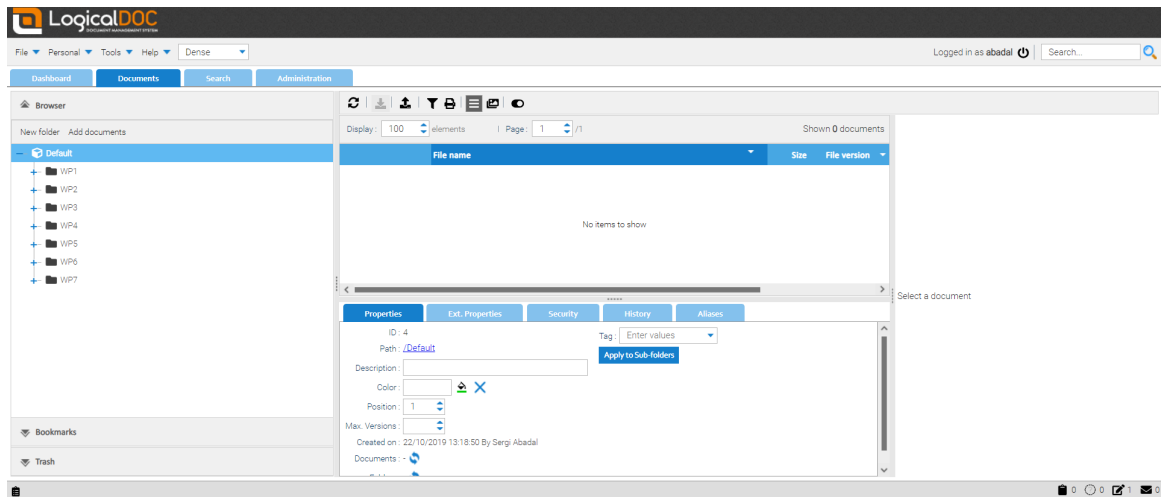 LogicalDOC
DOCUMENT MANAGEMENT SYSTEM
File Personal Tools Help Dense Logged in as abadal Search...
Dashboard Documents Search Administration
Browser
New folder Add documents
Default
WP1
WP2
WP3
WP4
WP5
WP6
WP7
Bookmarks
Trash
Display: 100 elements Page: 1 /1 Shown 0 documents
File name Size File version
No items to show
Select a document
Properties Ext. Properties Security History Aliases
ID: 4
Path: /Default
Description:
Color:
Position: 1
Max. Versions:
Created on: 22/10/2019 13:18:50 By Sergi Abadal
Documents: -
Tag: Enter values
Apply to Sub-folders
0 0 1 0